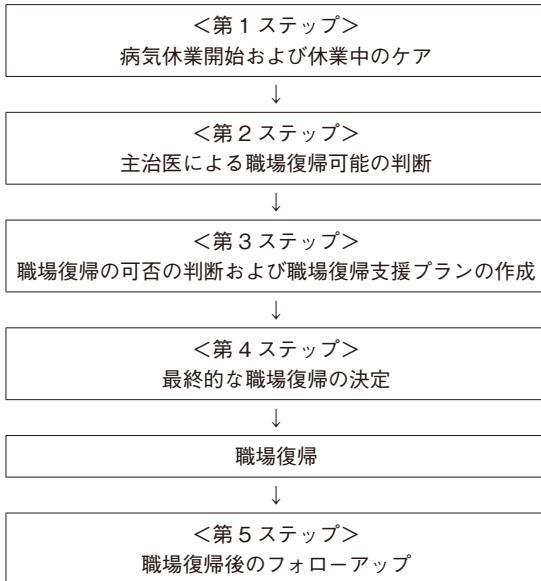 ＜第１ステップ＞
病気休業開始および休業中のケア
↓
＜第２ステップ＞
主治医による職場復帰可能の判断
↓
＜第３ステップ＞
職場復帰の可否の判断および職場復帰支援プランの作成
↓
＜第４ステップ＞
最終的な職場復帰の決定
↓
職場復帰
↓
＜第５ステップ＞
職場復帰後のフォローアップ